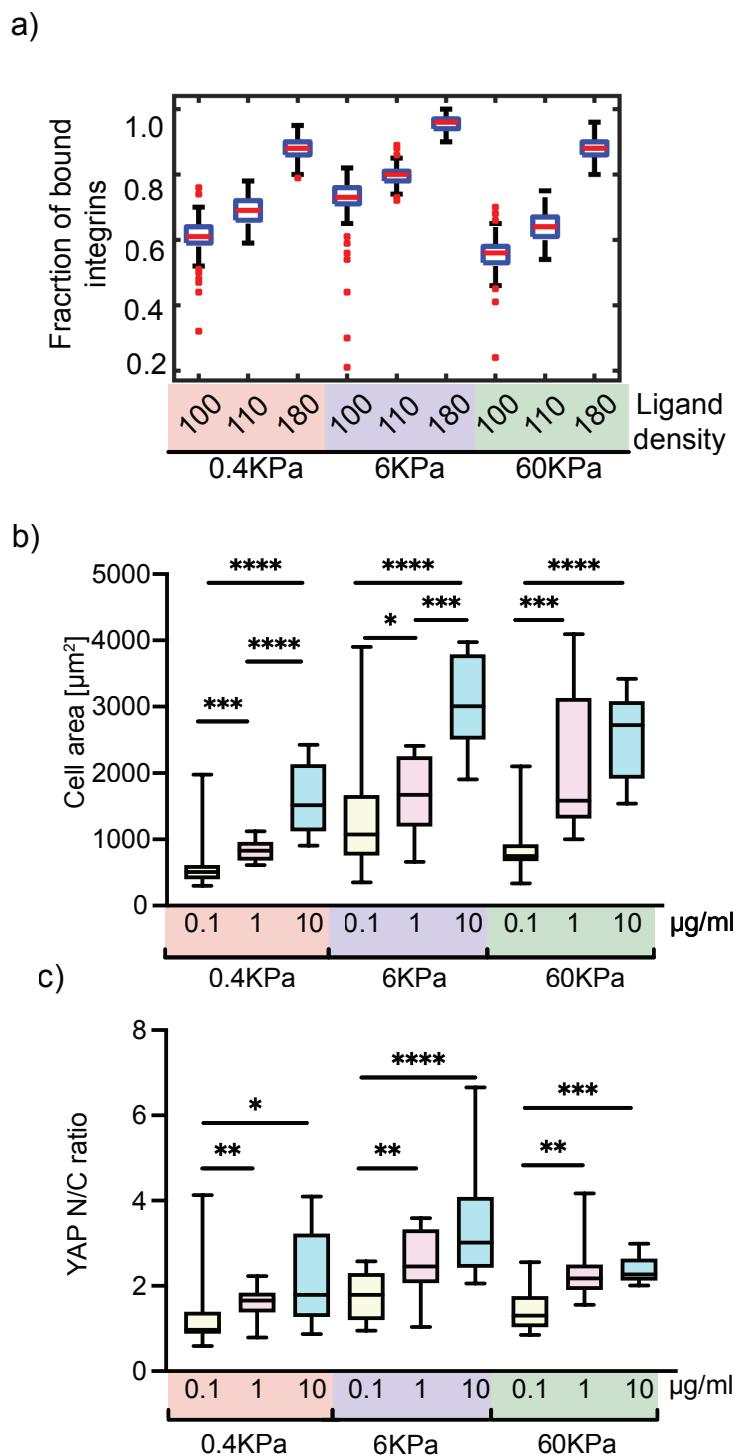 a)
Fracrtion of bound
integrins
1.0
0.8
0.6
0.4
0.2
100 110 180 100 110 180 100 110 180
Ligand
density
0.4KPa 6KPa 60KPa
b)
Cell area [µm²]
5000
4000
3000
2000
1000
0
**** **** ****
*** **** * *** ***
0.1 1 10 0.1 1 10 0.1 1 10 µg/ml
0.4KPa 6KPa 60KPa
c)
YAP N/C ratio
8
6
4
2
0
* **** ***
** ** **
0.1 1 10 0.1 1 10 0.1 1 10 µg/ml
0.4KPa 6KPa 60KPa